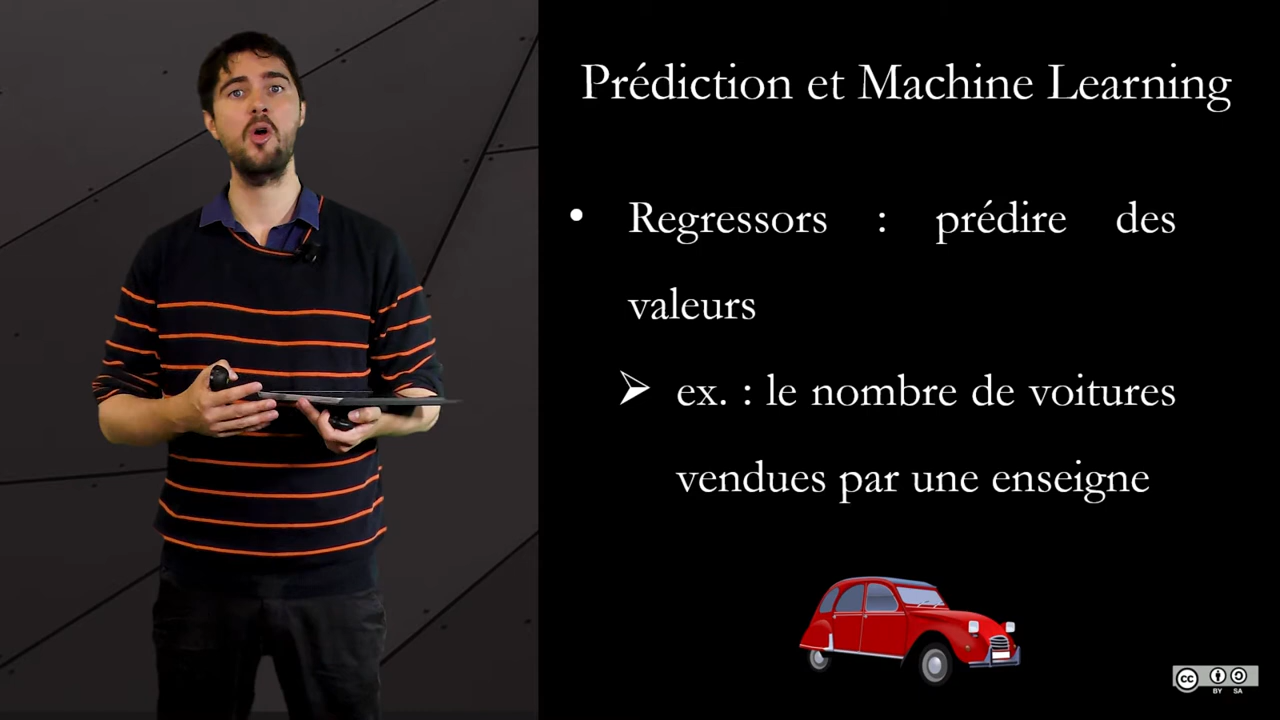 Prédiction et Machine Learning
• Regressors : prédire des
valeurs
➢ ex. : le nombre de voitures
vendues par une enseigne
cc
BY SA